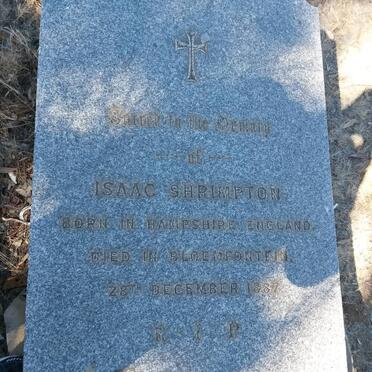 Sacred to the Memory
of
ISAAC SHRIMPTON
BORN IN HAMPSHIRE ENGLAND.
DIED IN BLOEMFONTEIN,
28TH DECEMBER 1887
R · I · P